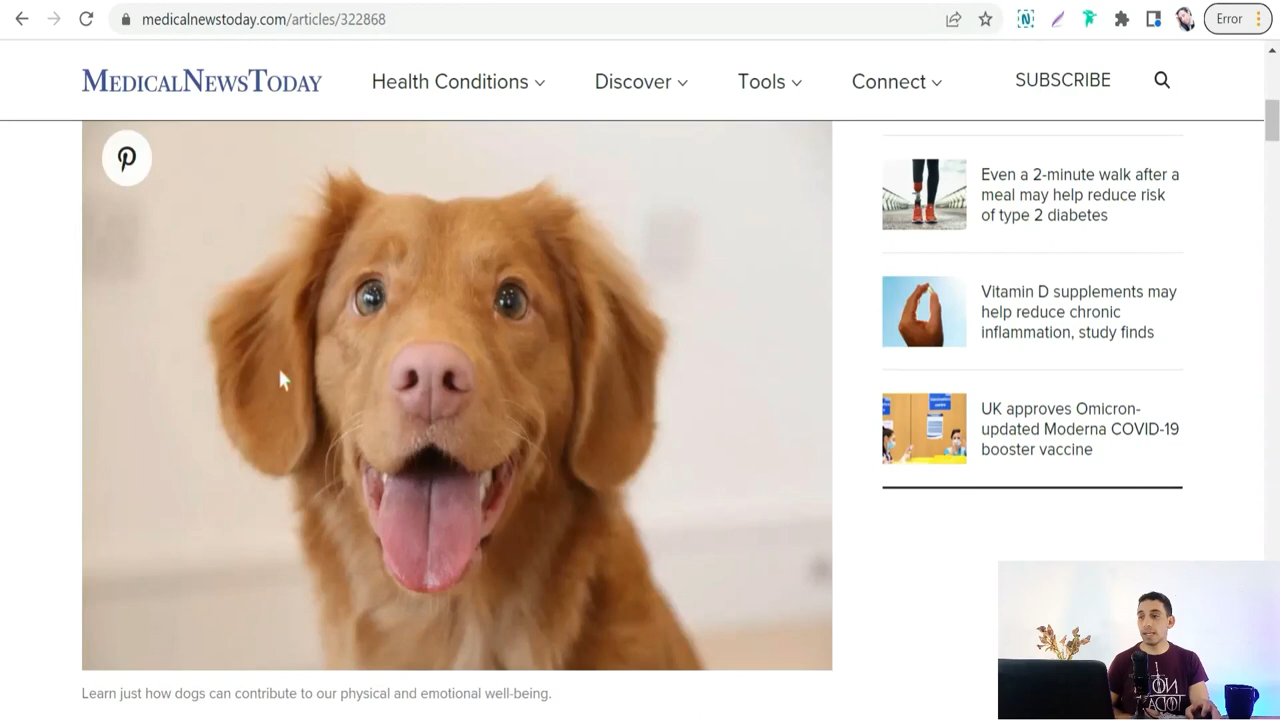 medicalnewstoday.com/articles/322868
Error
MEDICALNEWSTODAY
Health Conditions
Discover
Tools
Connect
SUBSCRIBE
Even a 2-minute walk after a
meal may help reduce risk
of type 2 diabetes
Vitamin D supplements may
help reduce chronic
inflammation, study finds
UK approves Omicron-
updated Moderna COVID-19
booster vaccine
Learn just how dogs can contribute to our physical and emotional well-being.